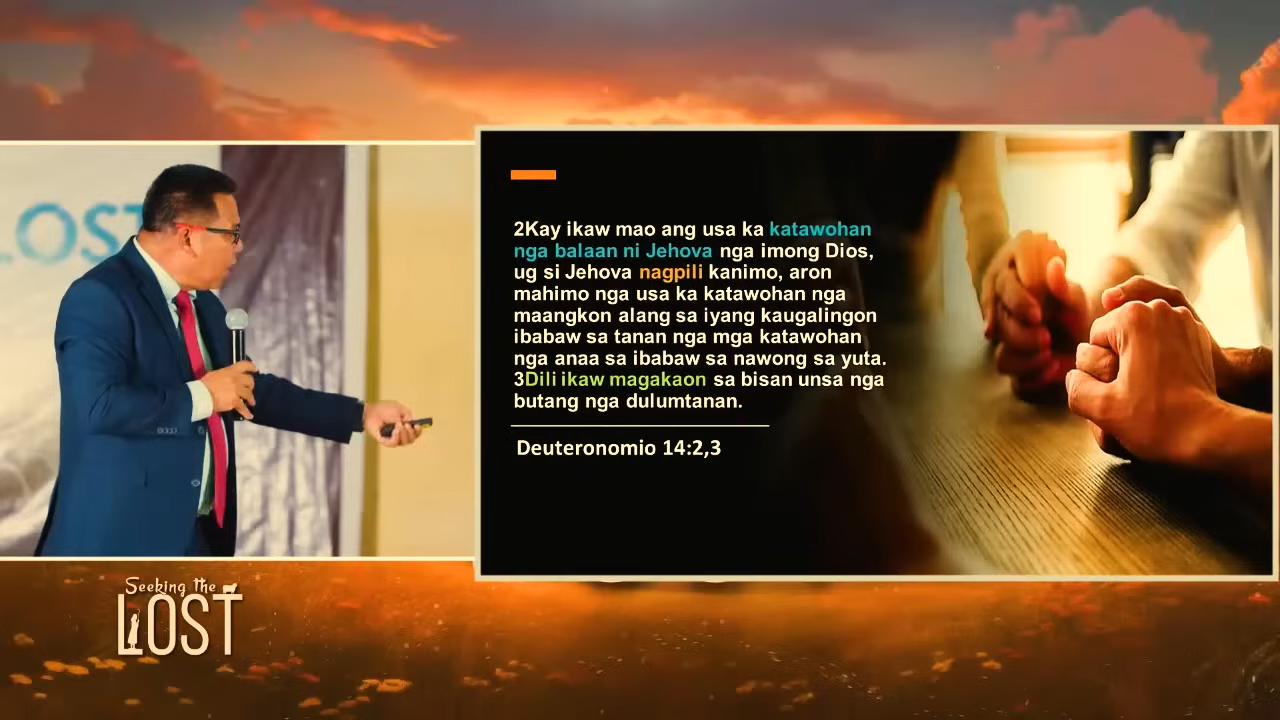 LOST
2Kay ikaw mao ang usa ka katawohan
nga balaan ni Jehova nga imong Dios,
ug si Jehova nagpili kanimo, aron
mahimo nga usa ka katawohan nga
maangkon alang sa iyang kaugalingon
ibabaw sa tanan nga mga katawohan
nga anaa sa ibabaw sa nawong sa yuta.
3Dili ikaw magakaon sa bisan unsa nga
butang nga dulumtanan.
Deuteronomio 14:2,3
Seeking the
LOST